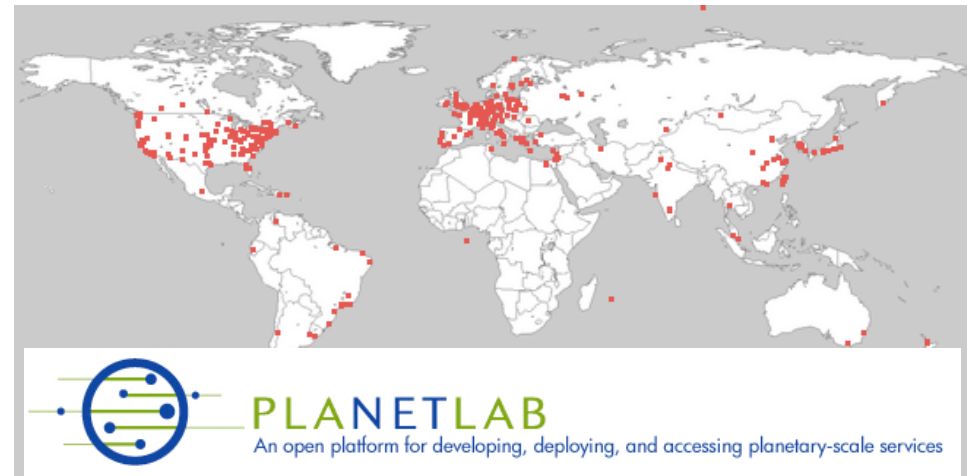 PLANETLAB
An open platform for developing, deploying, and accessing planetary-scale services